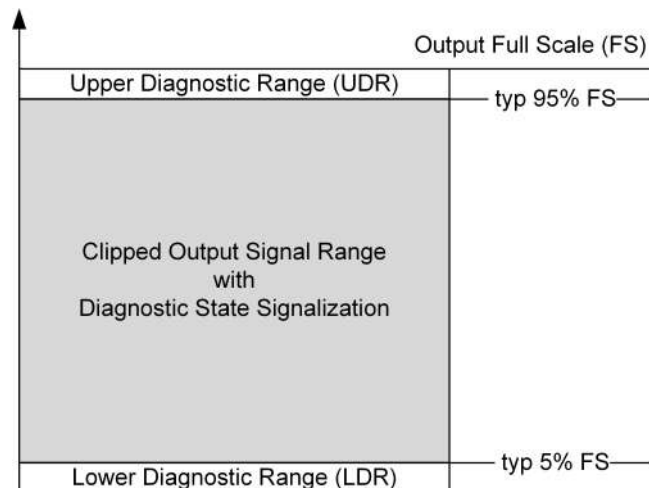 Output Full Scale (FS)
Upper Diagnostic Range (UDR)
typ 95% FS
Clipped Output Signal Range
with
Diagnostic State Signalization
typ 5% FS
Lower Diagnostic Range (LDR)